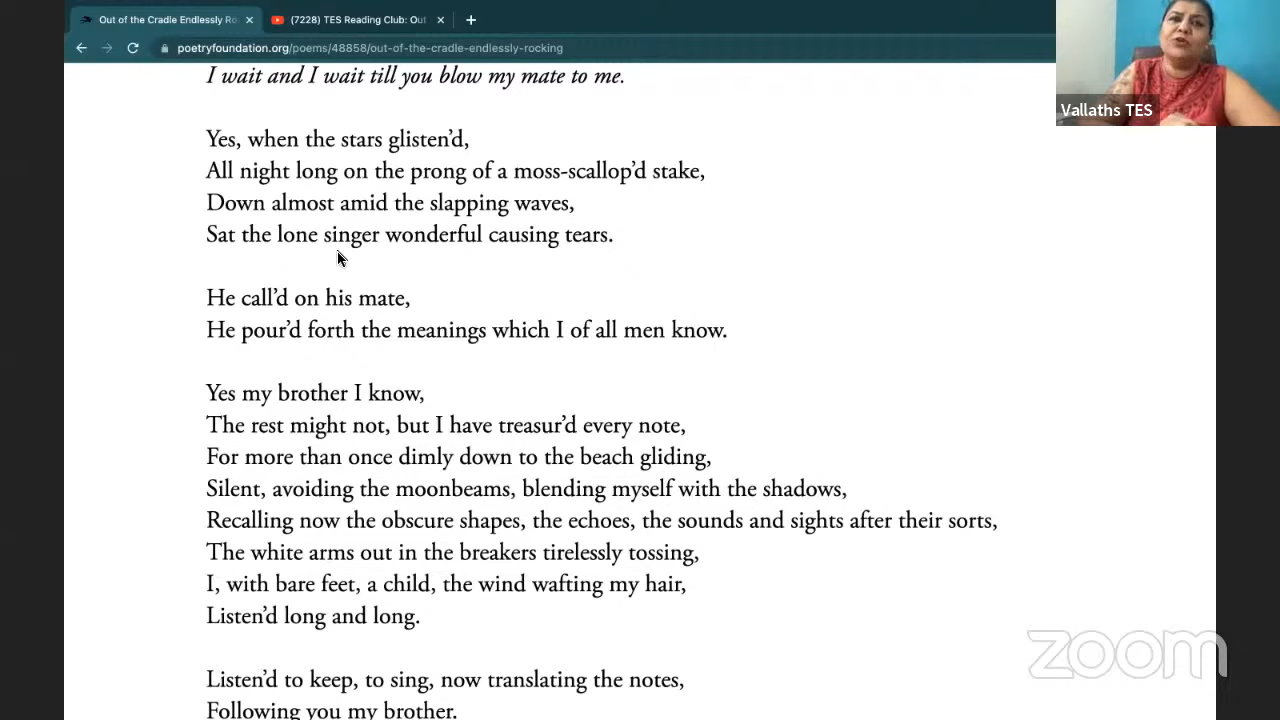 Out of the Cradle Endlessly Ro
(7228) TES Reading Club: Out
poetryfoundation.org/poems/48858/out-of-the-cradle-endlessly-rocking
Vallaths TES
I wait and I wait till you blow my mate to me.
Yes, when the stars glisten’d,
All night long on the prong of a moss-scallop’d stake,
Down almost amid the slapping waves,
Sat the lone singer wonderful causing tears.
He call’d on his mate,
He pour’d forth the meanings which I of all men know.
Yes my brother I know,
The rest might not, but I have treasur’d every note,
For more than once dimly down to the beach gliding,
Silent, avoiding the moonbeams, blending myself with the shadows,
Recalling now the obscure shapes, the echoes, the sounds and sights after their sorts,
The white arms out in the breakers tirelessly tossing,
I, with bare feet, a child, the wind wafting my hair,
Listen’d long and long.
Listen’d to keep, to sing, now translating the notes,
Following you my brother.
zoom